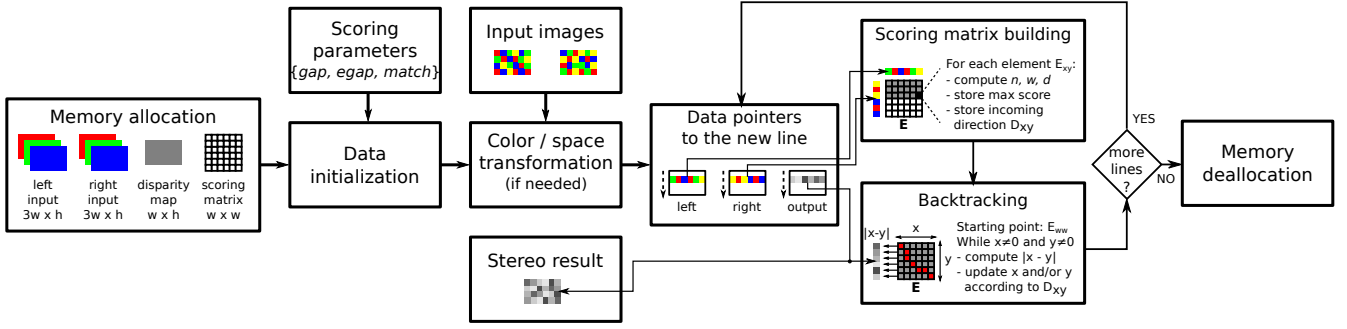 Memory allocation
left
input
3w x h
right
input
3w x h
disparity
map
w x h
scoring
matrix
w x w
Scoring
parameters
{gap, egap, match}
Data
initialization
Input images
Color / space
transformation
(if needed)
Stereo result
Data pointers
to the new line
left
right
output
Scoring matrix building
E
For each element Exy:
- compute n, w, d
- store max score
- store incoming
direction Dxy
Backtracking
|x-y|
x
y
E
Starting point: Eww
While x≠0 and y≠0
- compute |x - y|
- update x and/or y
according to Dxy
more
lines
?
YES
NO
Memory
deallocation